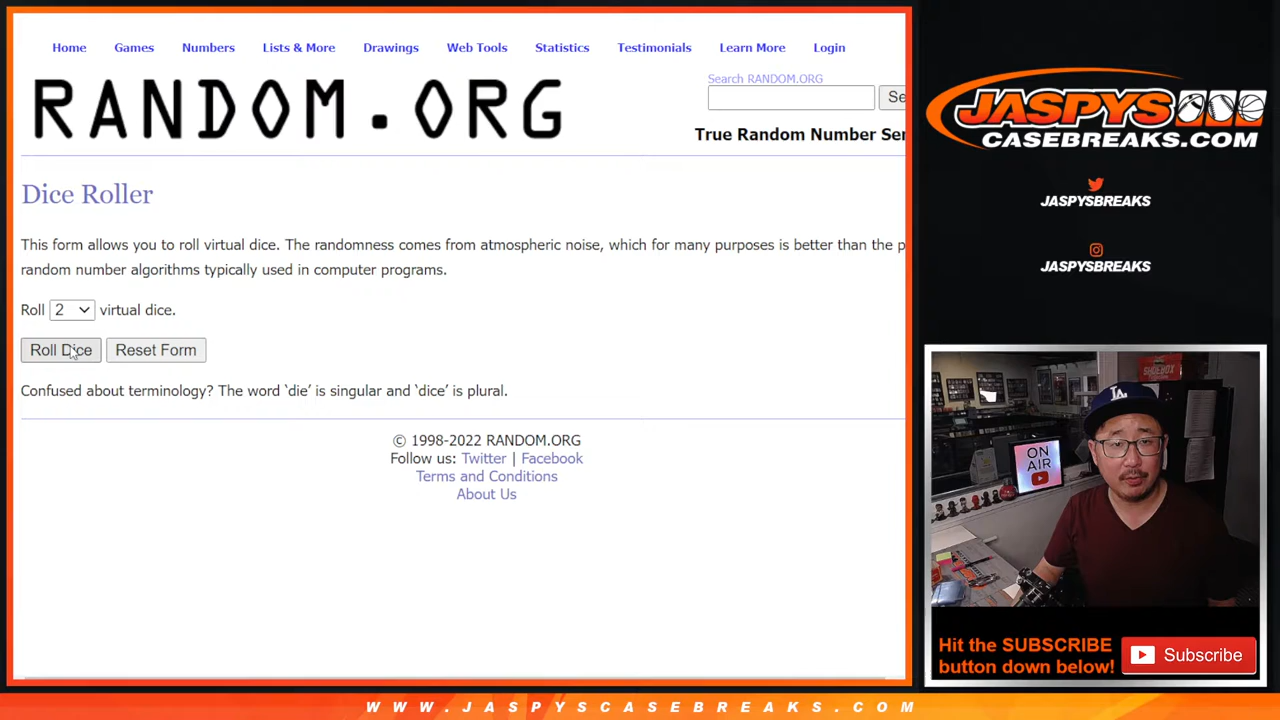 Home Games Numbers Lists & More Drawings Web Tools Statistics Testimonials Learn More Login
RANDOM.ORG
Search RANDOM.ORG
Se
True Random Number Ser
Dice Roller
This form allows you to roll virtual dice. The randomness comes from atmospheric noise, which for many purposes is better than the p
random number algorithms typically used in computer programs.
Roll 2 virtual dice.
Roll Dice Reset Form
Confused about terminology? The word ‘die’ is singular and ‘dice’ is plural.
© 1998-2022 RANDOM.ORG
Follow us: Twitter | Facebook
Terms and Conditions
About Us
JASPYS
CASEBREAKS.COM
JASPYSBREAKS
JASPYSBREAKS
SHOEBOX
LA
ON
AIR
Hit the SUBSCRIBE
button down below!
Subscribe
WWW.JASPYSCASEBREAKS.COM